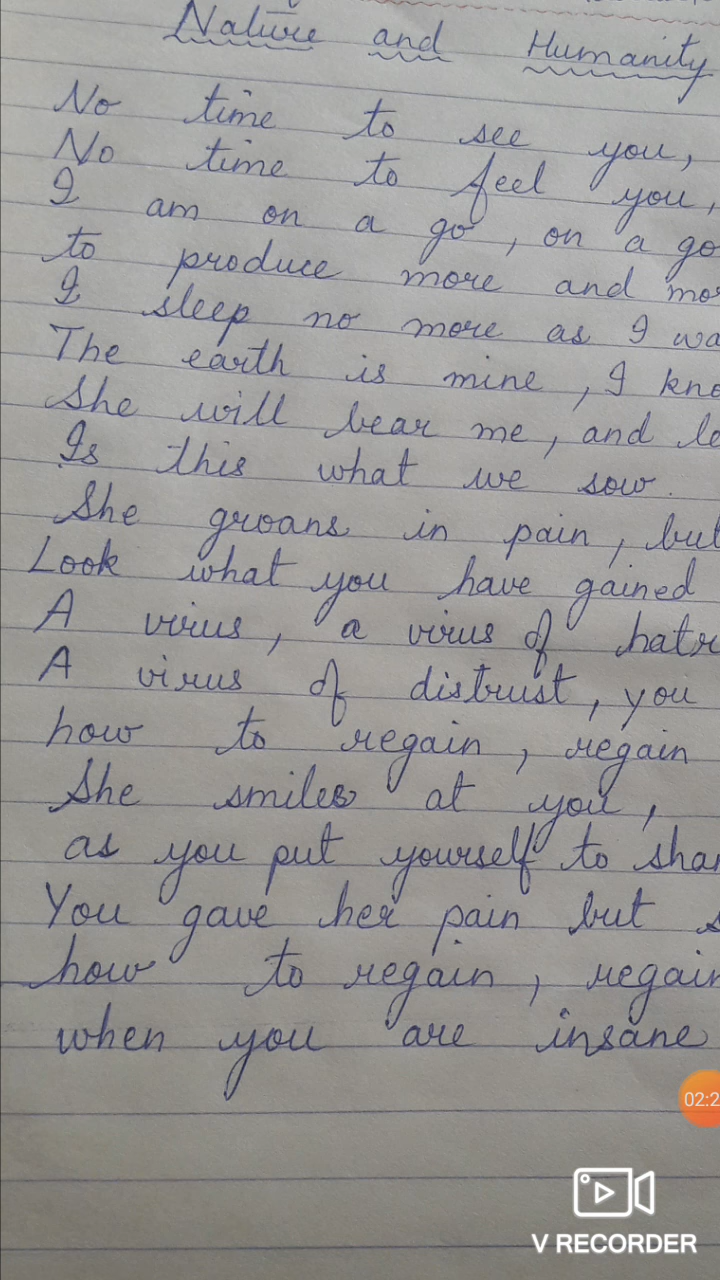 Nature and Humanity
No time to see you,
No time to feel you,
I am on a go, on a go
to produce more and
I sleep no more as I
The earth is mine, I
She will bear me, and
Is this what we sow.
She groans in pain, but
Look what you have gained
A virus, a virus of
A virus of distrust, you
how to regain, regain
She smiles at you,
as you put yourself to
You gave her pain but
how to regain, regain
when you are insane
02:2
V RECORDER